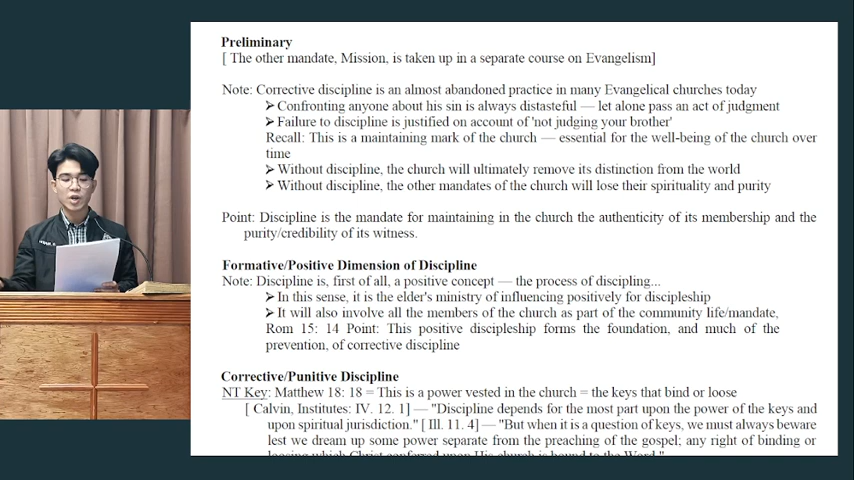 Preliminary
[ The other mandate, Mission, is taken up in a separate course on Evangelism]
Note: Corrective discipline is an almost abandoned practice in many Evangelical churches today
➤ Confronting anyone about his sin is always distasteful — let alone pass an act of judgment
➤ Failure to discipline is justified on account of 'not judging your brother'
Recall: This is a maintaining mark of the church — essential for the well-being of the church over
time
➤ Without discipline, the church will ultimately remove its distinction from the world
➤ Without discipline, the other mandates of the church will lose their spirituality and purity
Point: Discipline is the mandate for maintaining in the church the authenticity of its membership and the
purity/credibility of its witness.
Formative/Positive Dimension of Discipline
Note: Discipline is, first of all, a positive concept — the process of discipling...
➤ In this sense, it is the elder's ministry of influencing positively for discipleship
➤ It will also involve all the members of the church as part of the community life/mandate,
Rom 15: 14 Point: This positive discipleship forms the foundation, and much of the
prevention, of corrective discipline
Corrective/Punitive Discipline
NT Key: Matthew 18: 18 = This is a power vested in the church = the keys that bind or loose
[ Calvin, Institutes: IV. 12. 1] — "Discipline depends for the most part upon the power of the keys and
upon spiritual jurisdiction." [ Ill. 11. 4] — "But when it is a question of keys, we must always beware
lest we dream up some power separate from the preaching of the gospel; any right of binding or
loosing which Christ conferred upon His church is bound to the Word."